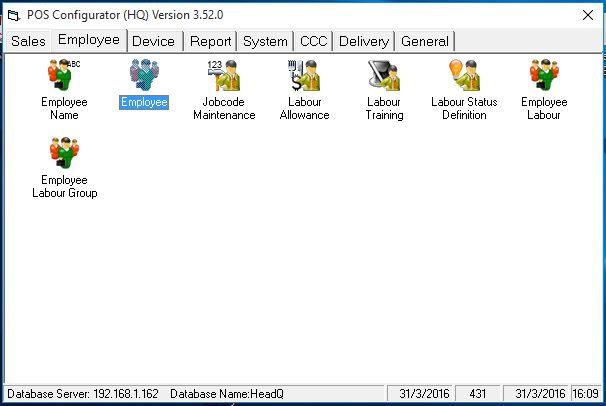 POS Configurator (HQ) Version 3.52.0
Sales Employee Device Report System CCC Delivery General
ABC 123
Employee Name
Employee
Jobcode Maintenance
Labour Allowance
Labour Training
Labour Status Definition
Employee Labour
Employee Labour Group
Database Server: 192.168.1.162 Database Name:HeadQ 31/3/2016 431 31/3/2016 16:09